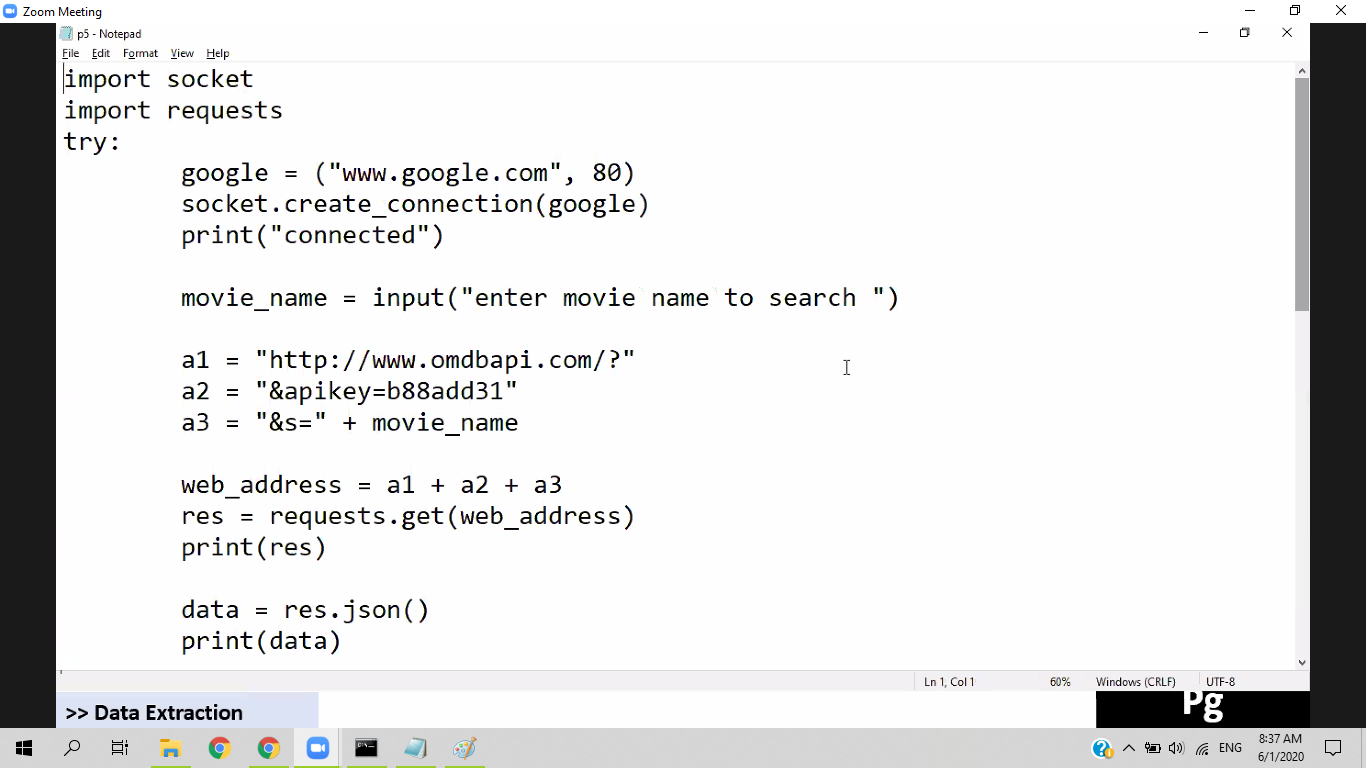 Zoom Meeting
p5 - Notepad
File Edit Format View Help
import socket
import requests
try:
google = ("www.google.com", 80)
socket.create_connection(google)
print("connected")
movie_name = input("enter movie name to search ")
a1 = "http://www.omdbapi.com/?"
a2 = "&apikey=b88add31"
a3 = "&s=" + movie_name
web_address = a1 + a2 + a3
res = requests.get(web_address)
print(res)
data = res.json()
print(data)
Ln 1, Col 1 60% Windows (CRLF) UTF-8
>> Data Extraction Pg
ENG 8:37 AM
6/1/2020